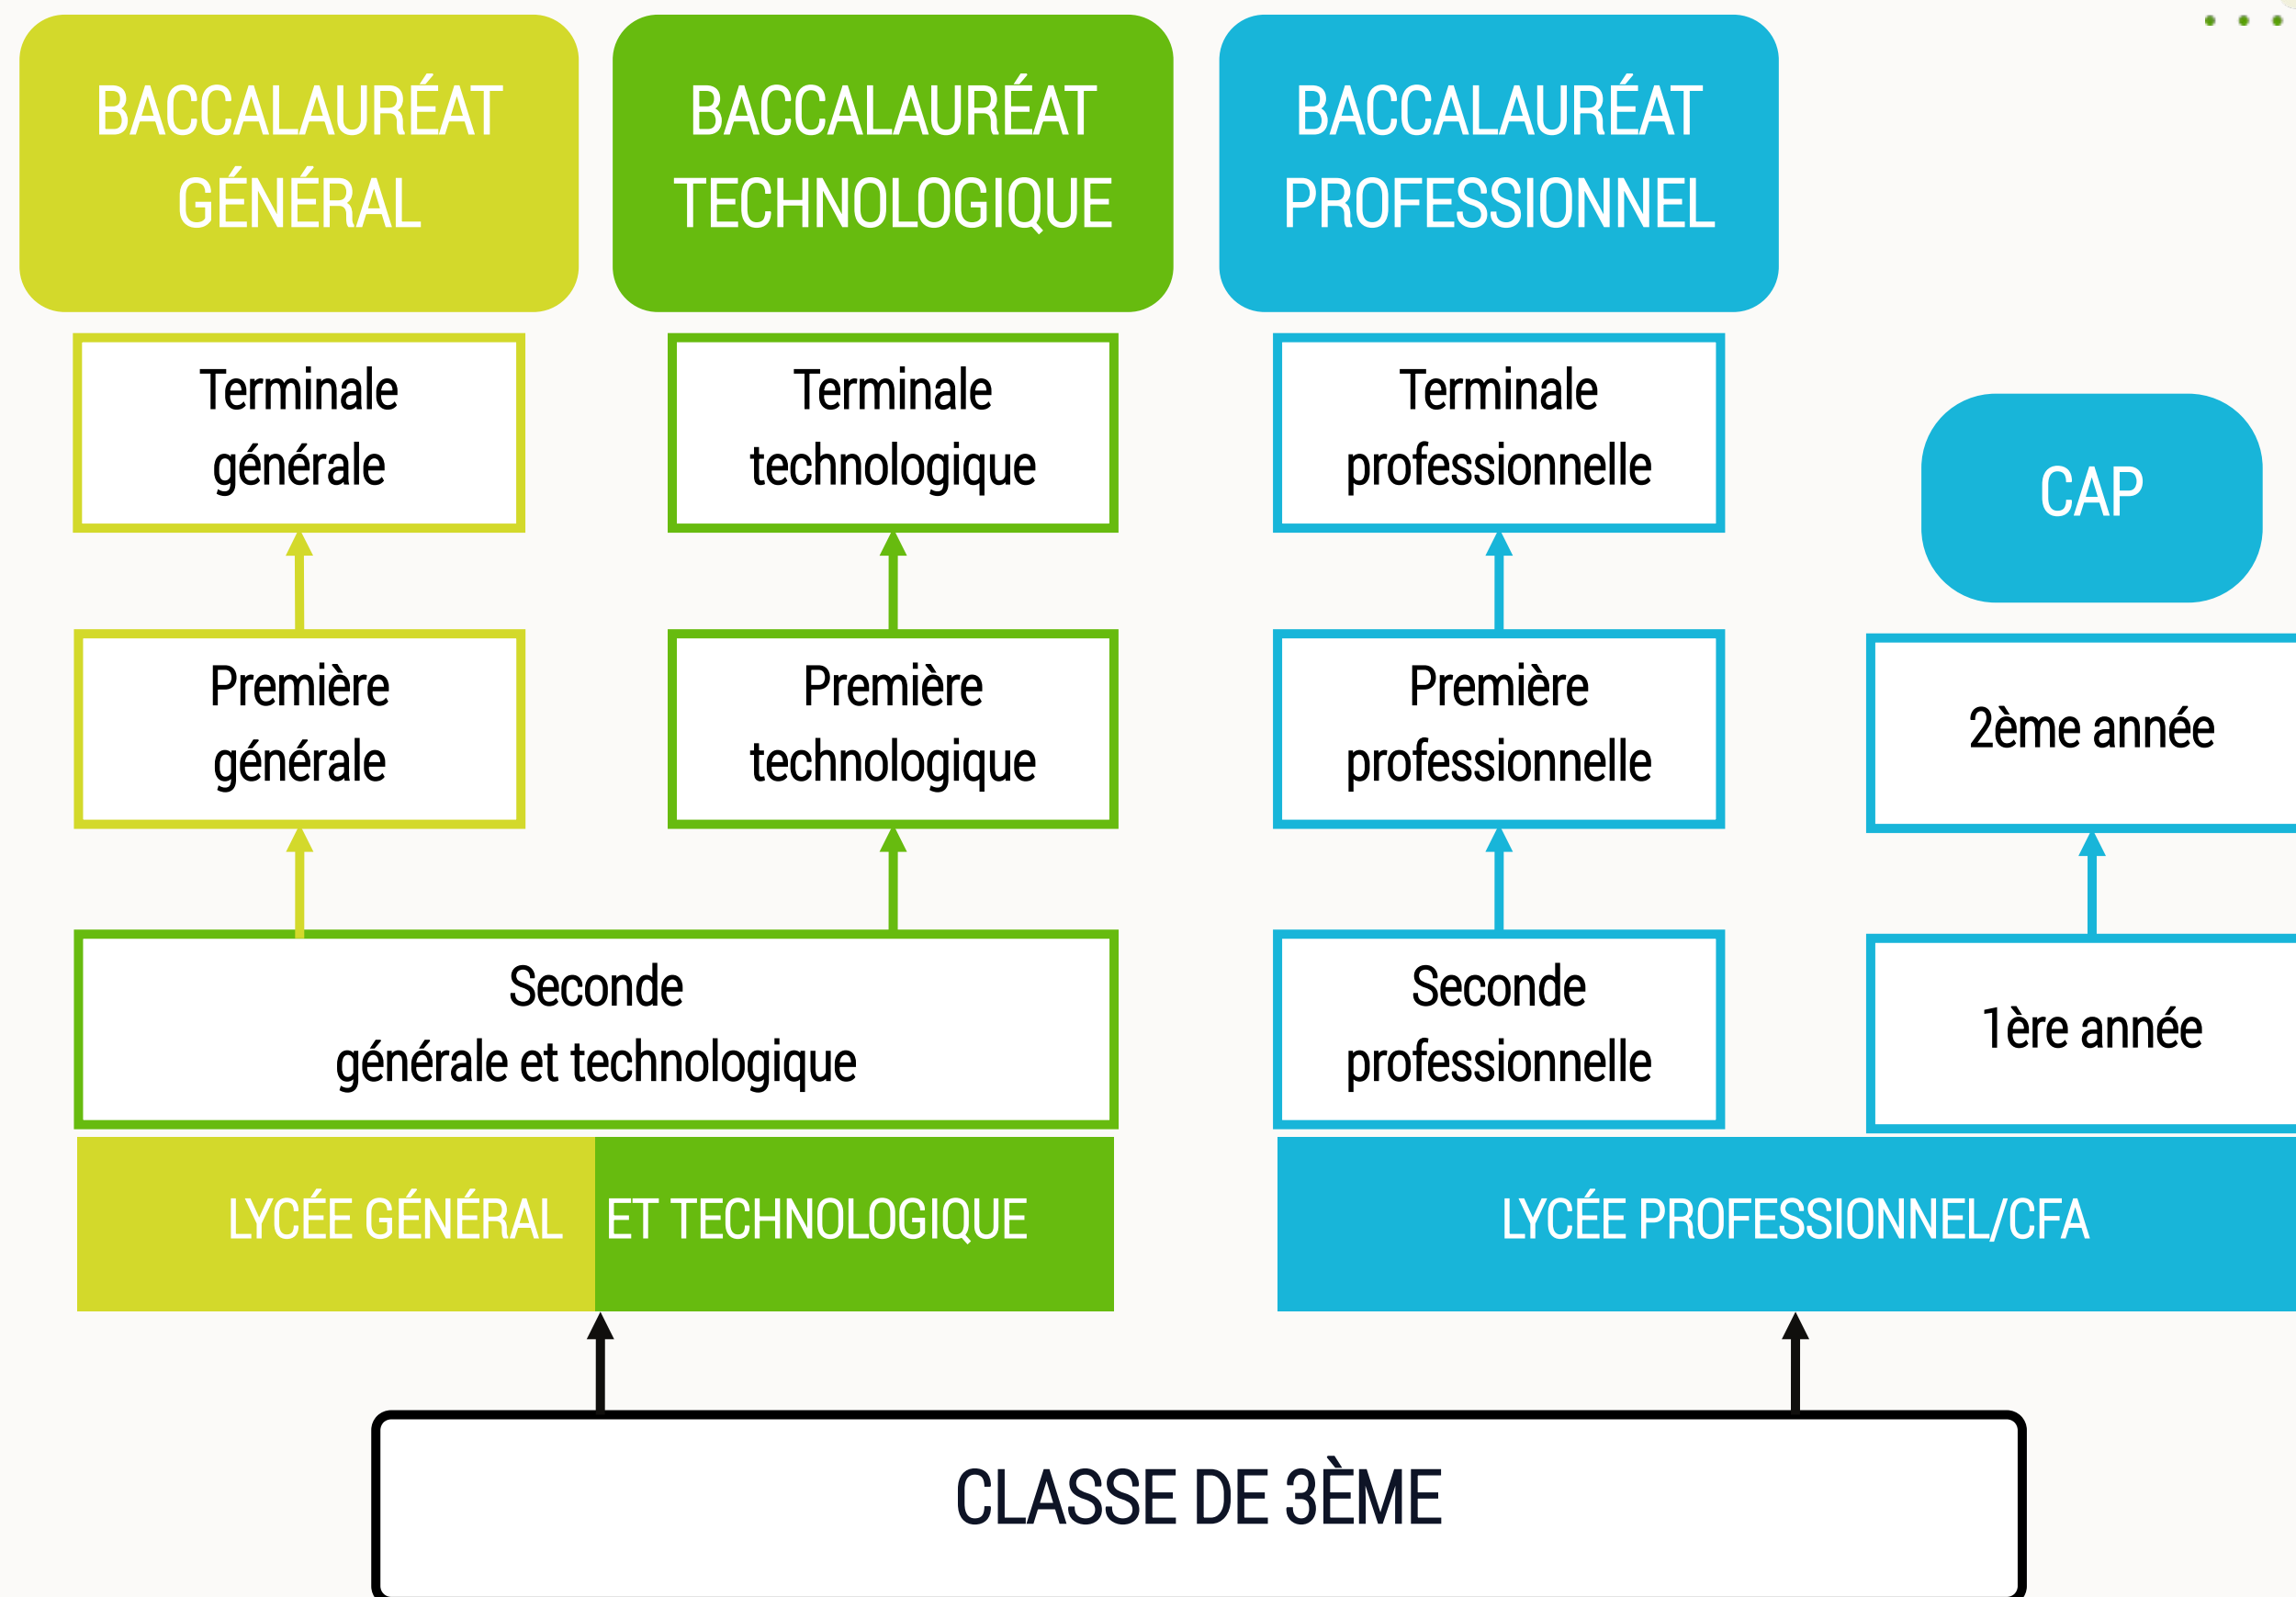 BACCALAURÉAT
GÉNÉRAL
BACCALAURÉAT
TECHNOLOGIQUE
BACCALAURÉAT
PROFESSIONNEL
Terminale
générale
Terminale
technologique
Terminale
professionnelle
CAP
Première
générale
Première
technologique
Première
professionnelle
2ème année
Seconde
générale et technologique
Seconde
professionnelle
1ère année
LYCÉE GÉNÉRAL ET TECHNOLOGIQUE
LYCÉE PROFESSIONNEL/CFA
CLASSE DE 3ÈME